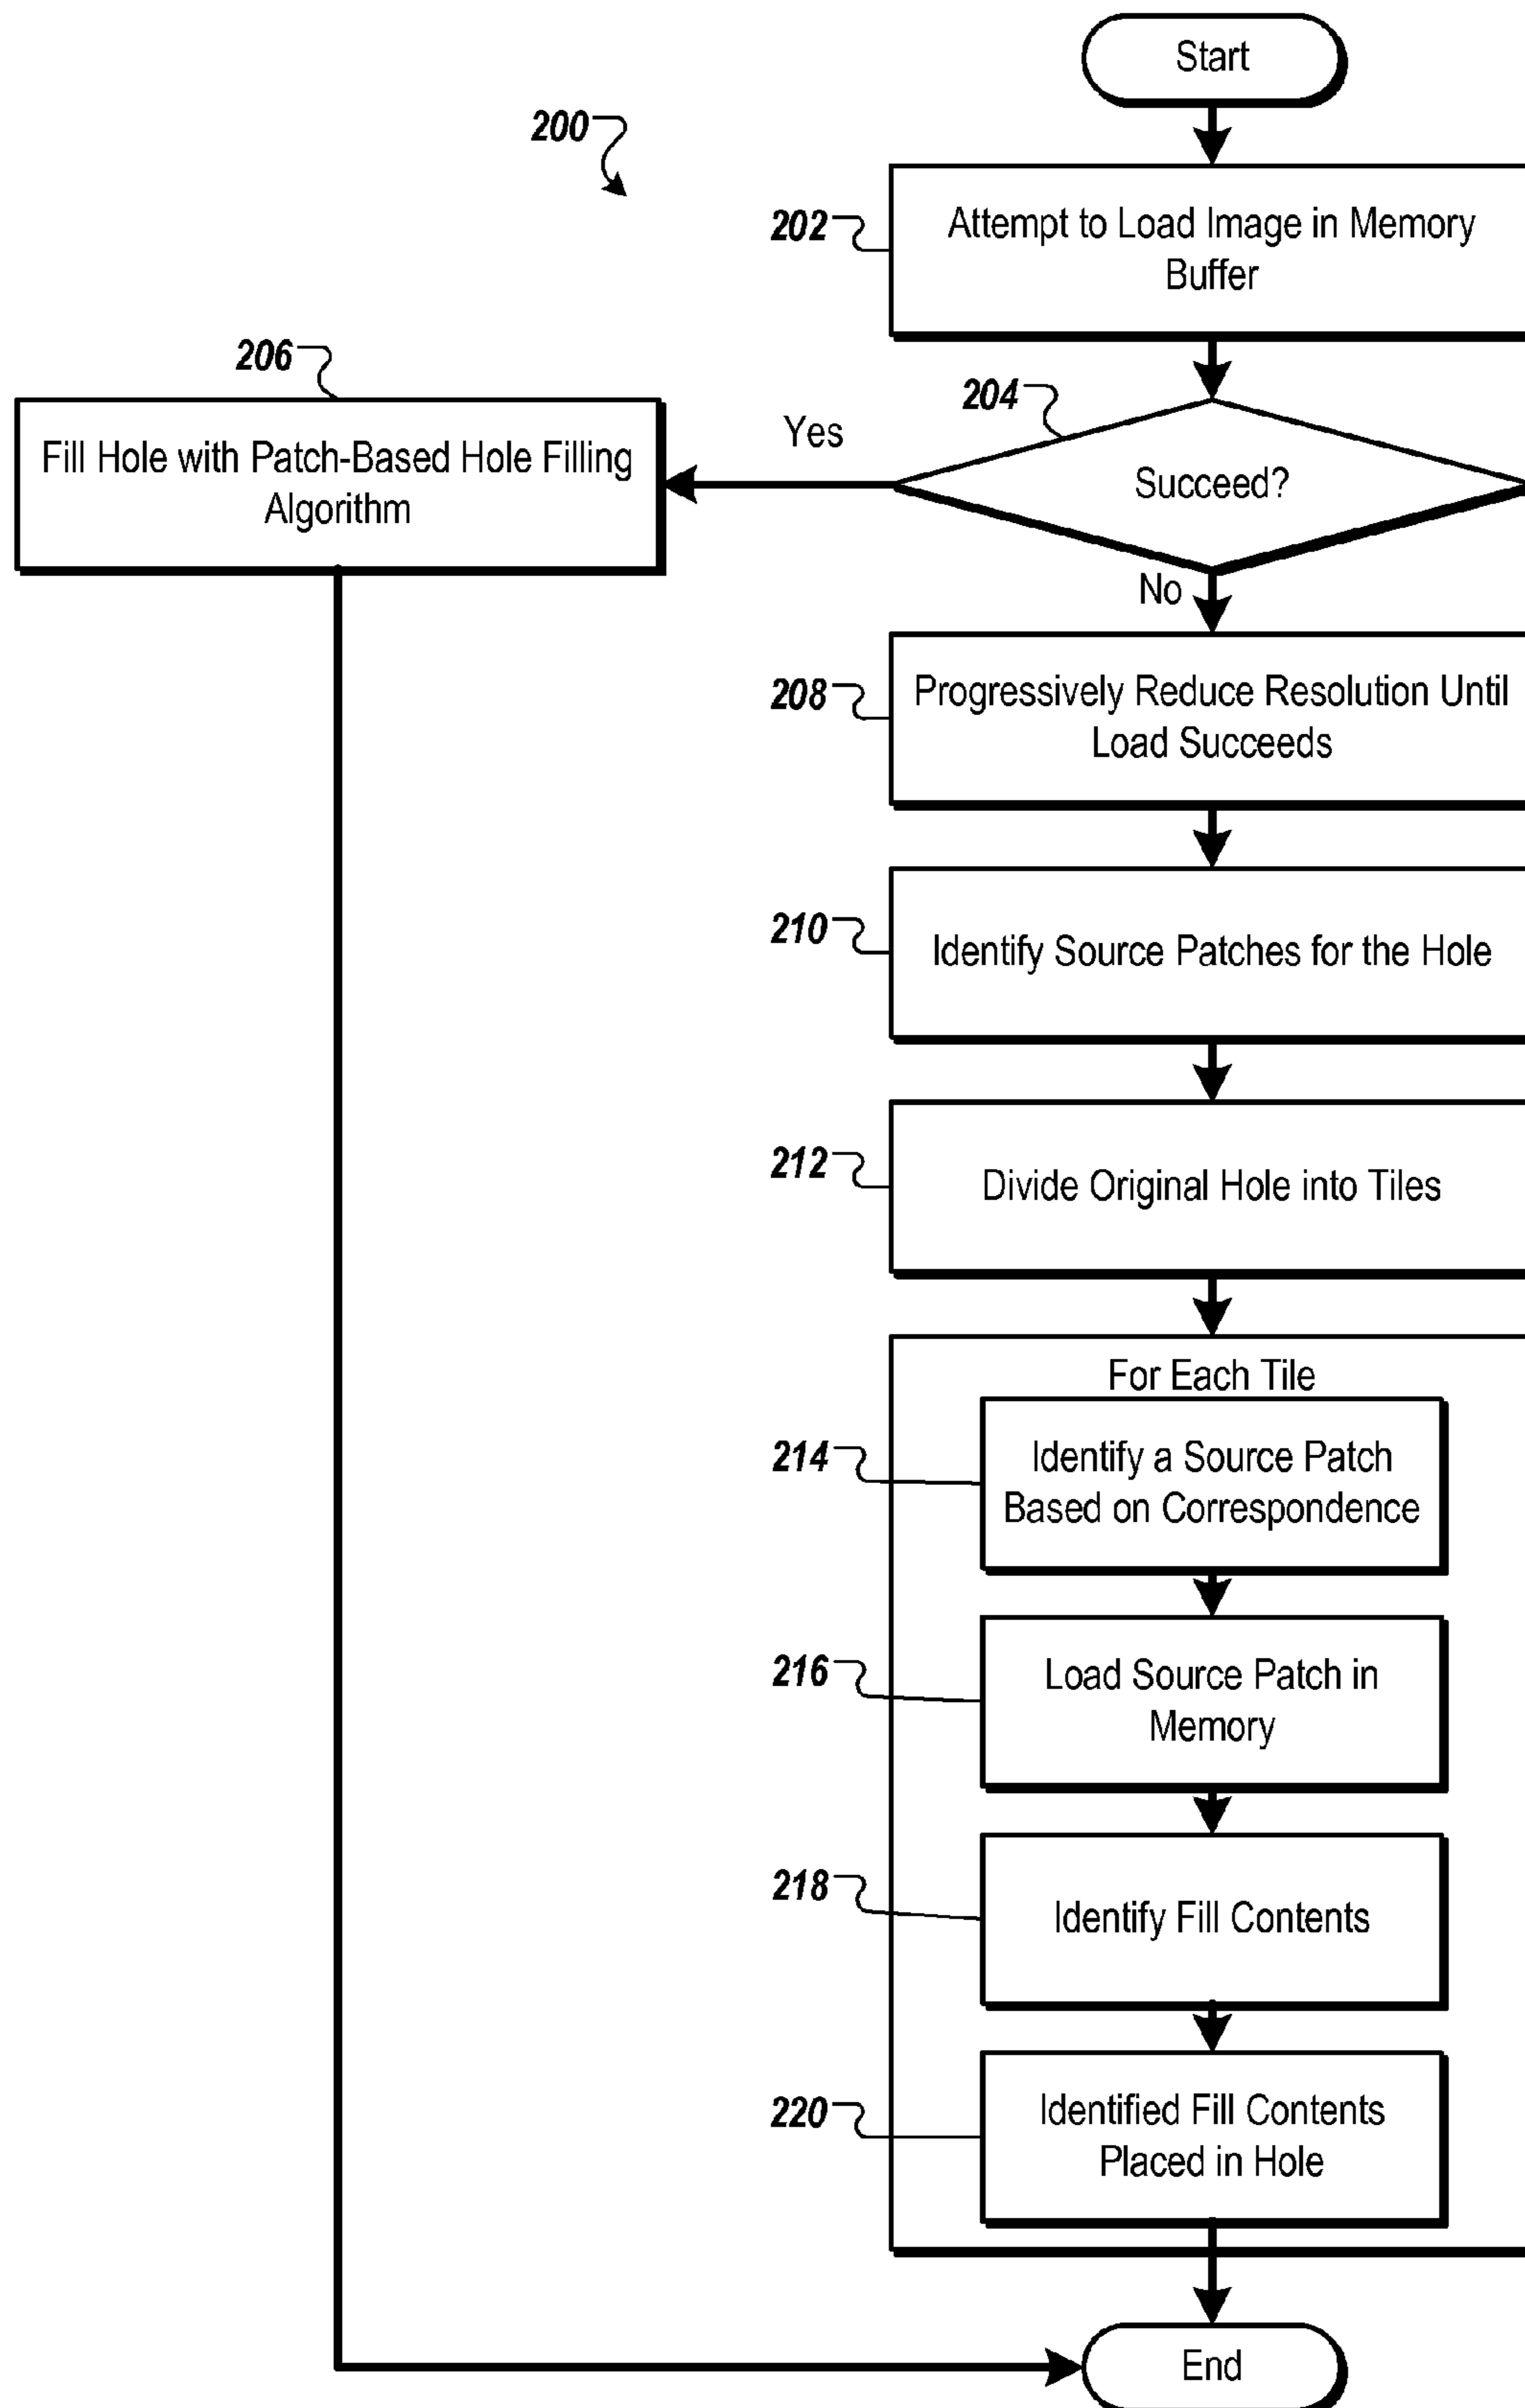 Start
200
202
Attempt to Load Image in Memory
Buffer
206
204
Yes
Fill Hole with Patch-Based Hole Filling
Algorithm
Succeed?
No
208
Progressively Reduce Resolution Until
Load Succeeds
210
Identify Source Patches for the Hole
212
Divide Original Hole into Tiles
For Each Tile
214
Identify a Source Patch
Based on Correspondence
216
Load Source Patch in
Memory
218
Identify Fill Contents
220
Identified Fill Contents
Placed in Hole
End